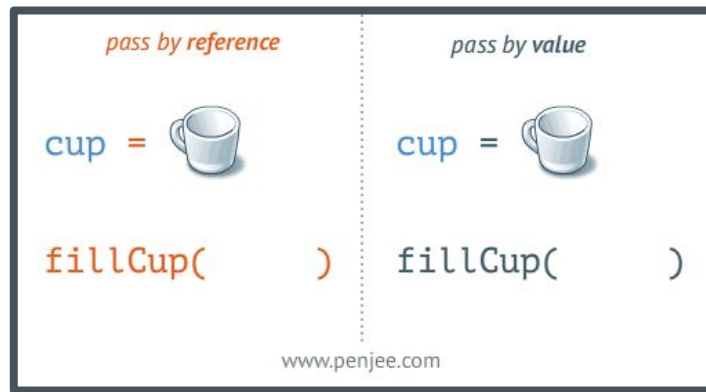 pass by reference
cup =
fillCup( )
pass by value
cup =
fillCup( )
www.penjee.com